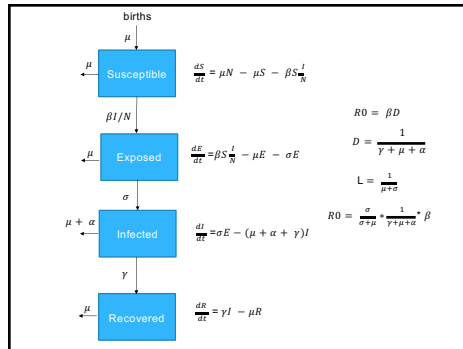 births
μ
μ
Susceptible
dS/dt = μN − μS − βS I/N
βI/N
R0 = βD
D = 1/(γ + μ + α)
μ
Exposed
dE/dt =βS I/N − μE − σE
L = 1/(μ+σ)
σ
R0 = σ/(σ+μ) * 1/(γ+μ+α) * β
μ + α
Infected
dI/dt =σE − (μ + α + γ)I
γ
μ
Recovered
dR/dt = γI − μR